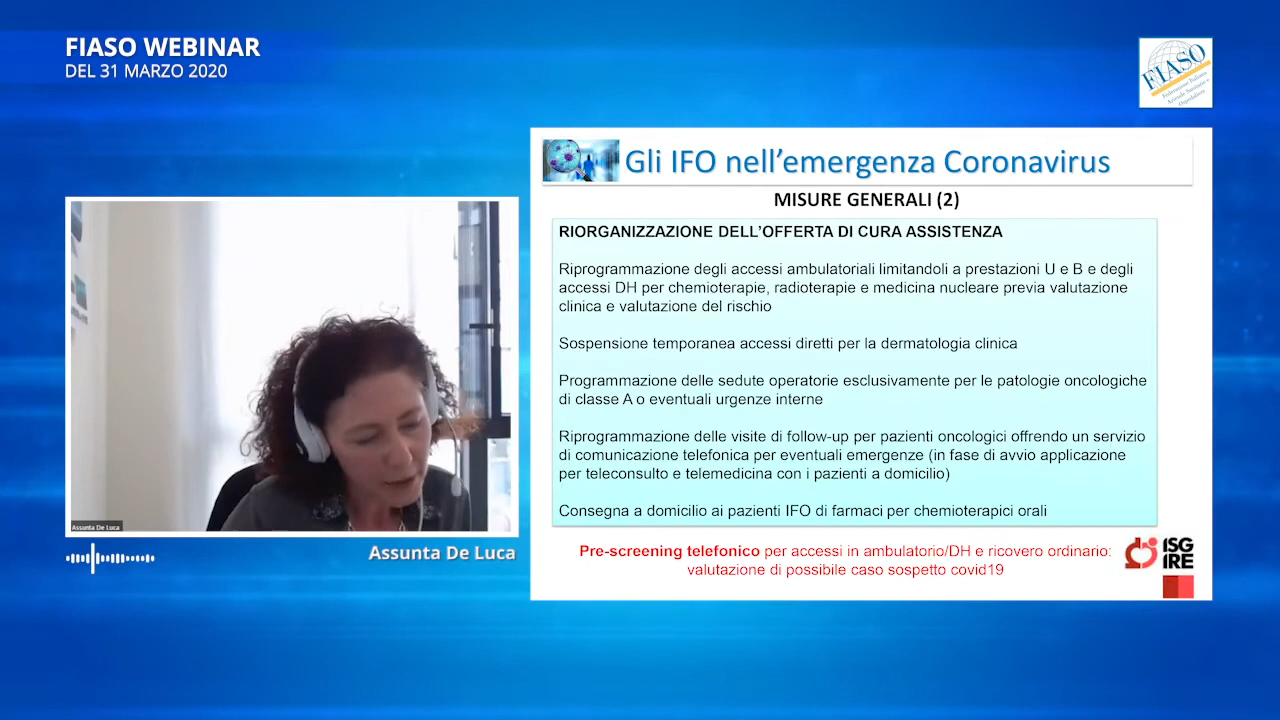 FIASO WEBINAR
DEL 31 MARZO 2020
FIASO
Federazione Italiana
Aziende Sanitarie e
Ospedaliere
Gli IFO nell’emergenza Coronavirus
MISURE GENERALI (2)
RIORGANIZZAZIONE DELL’OFFERTA DI CURA ASSISTENZA
Riprogrammazione degli accessi ambulatoriali limitandoli a prestazioni U e B e degli
accessi DH per chemioterapie, radioterapie e medicina nucleare previa valutazione
clinica e valutazione del rischio
Sospensione temporanea accessi diretti per la dermatologia clinica
Programmazione delle sedute operatorie esclusivamente per le patologie oncologiche
di classe A o eventuali urgenze interne
Riprogrammazione delle visite di follow-up per pazienti oncologici offrendo un servizio
di comunicazione telefonica per eventuali emergenze (in fase di avvio applicazione
per teleconsulto e telemedicina con i pazienti a domicilio)
Consegna a domicilio ai pazienti IFO di farmaci per chemioterapici orali
Pre-screening telefonico per accessi in ambulatorio/DH e ricovero ordinario:
valutazione di possibile caso sospetto covid19
ISG
IRE
Assunta De Luca
Assunta De Luca